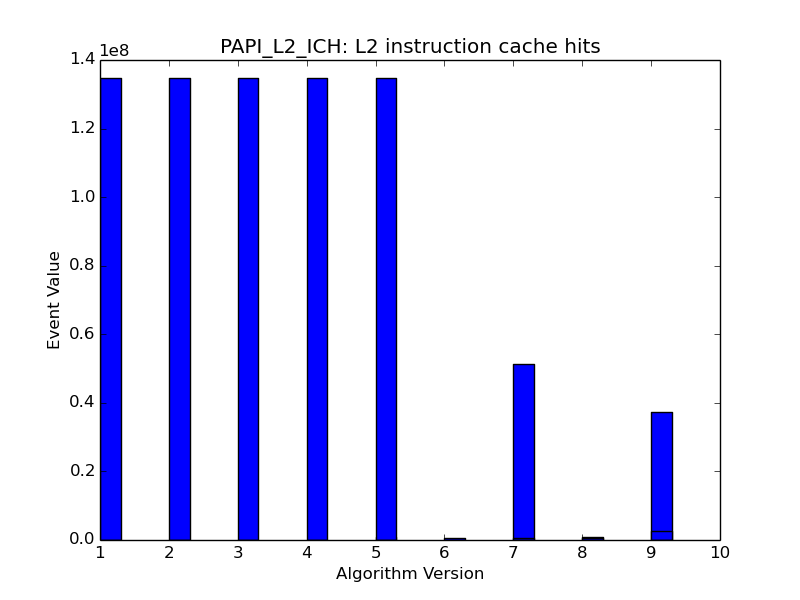 PAPI_L2_ICH: L2 instruction cache hits
1e8
1.4
1.2
1.0
0.8
0.6
0.4
0.2
0.0
Event Value
1 2 3 4 5 6 7 8 9 10
Algorithm Version